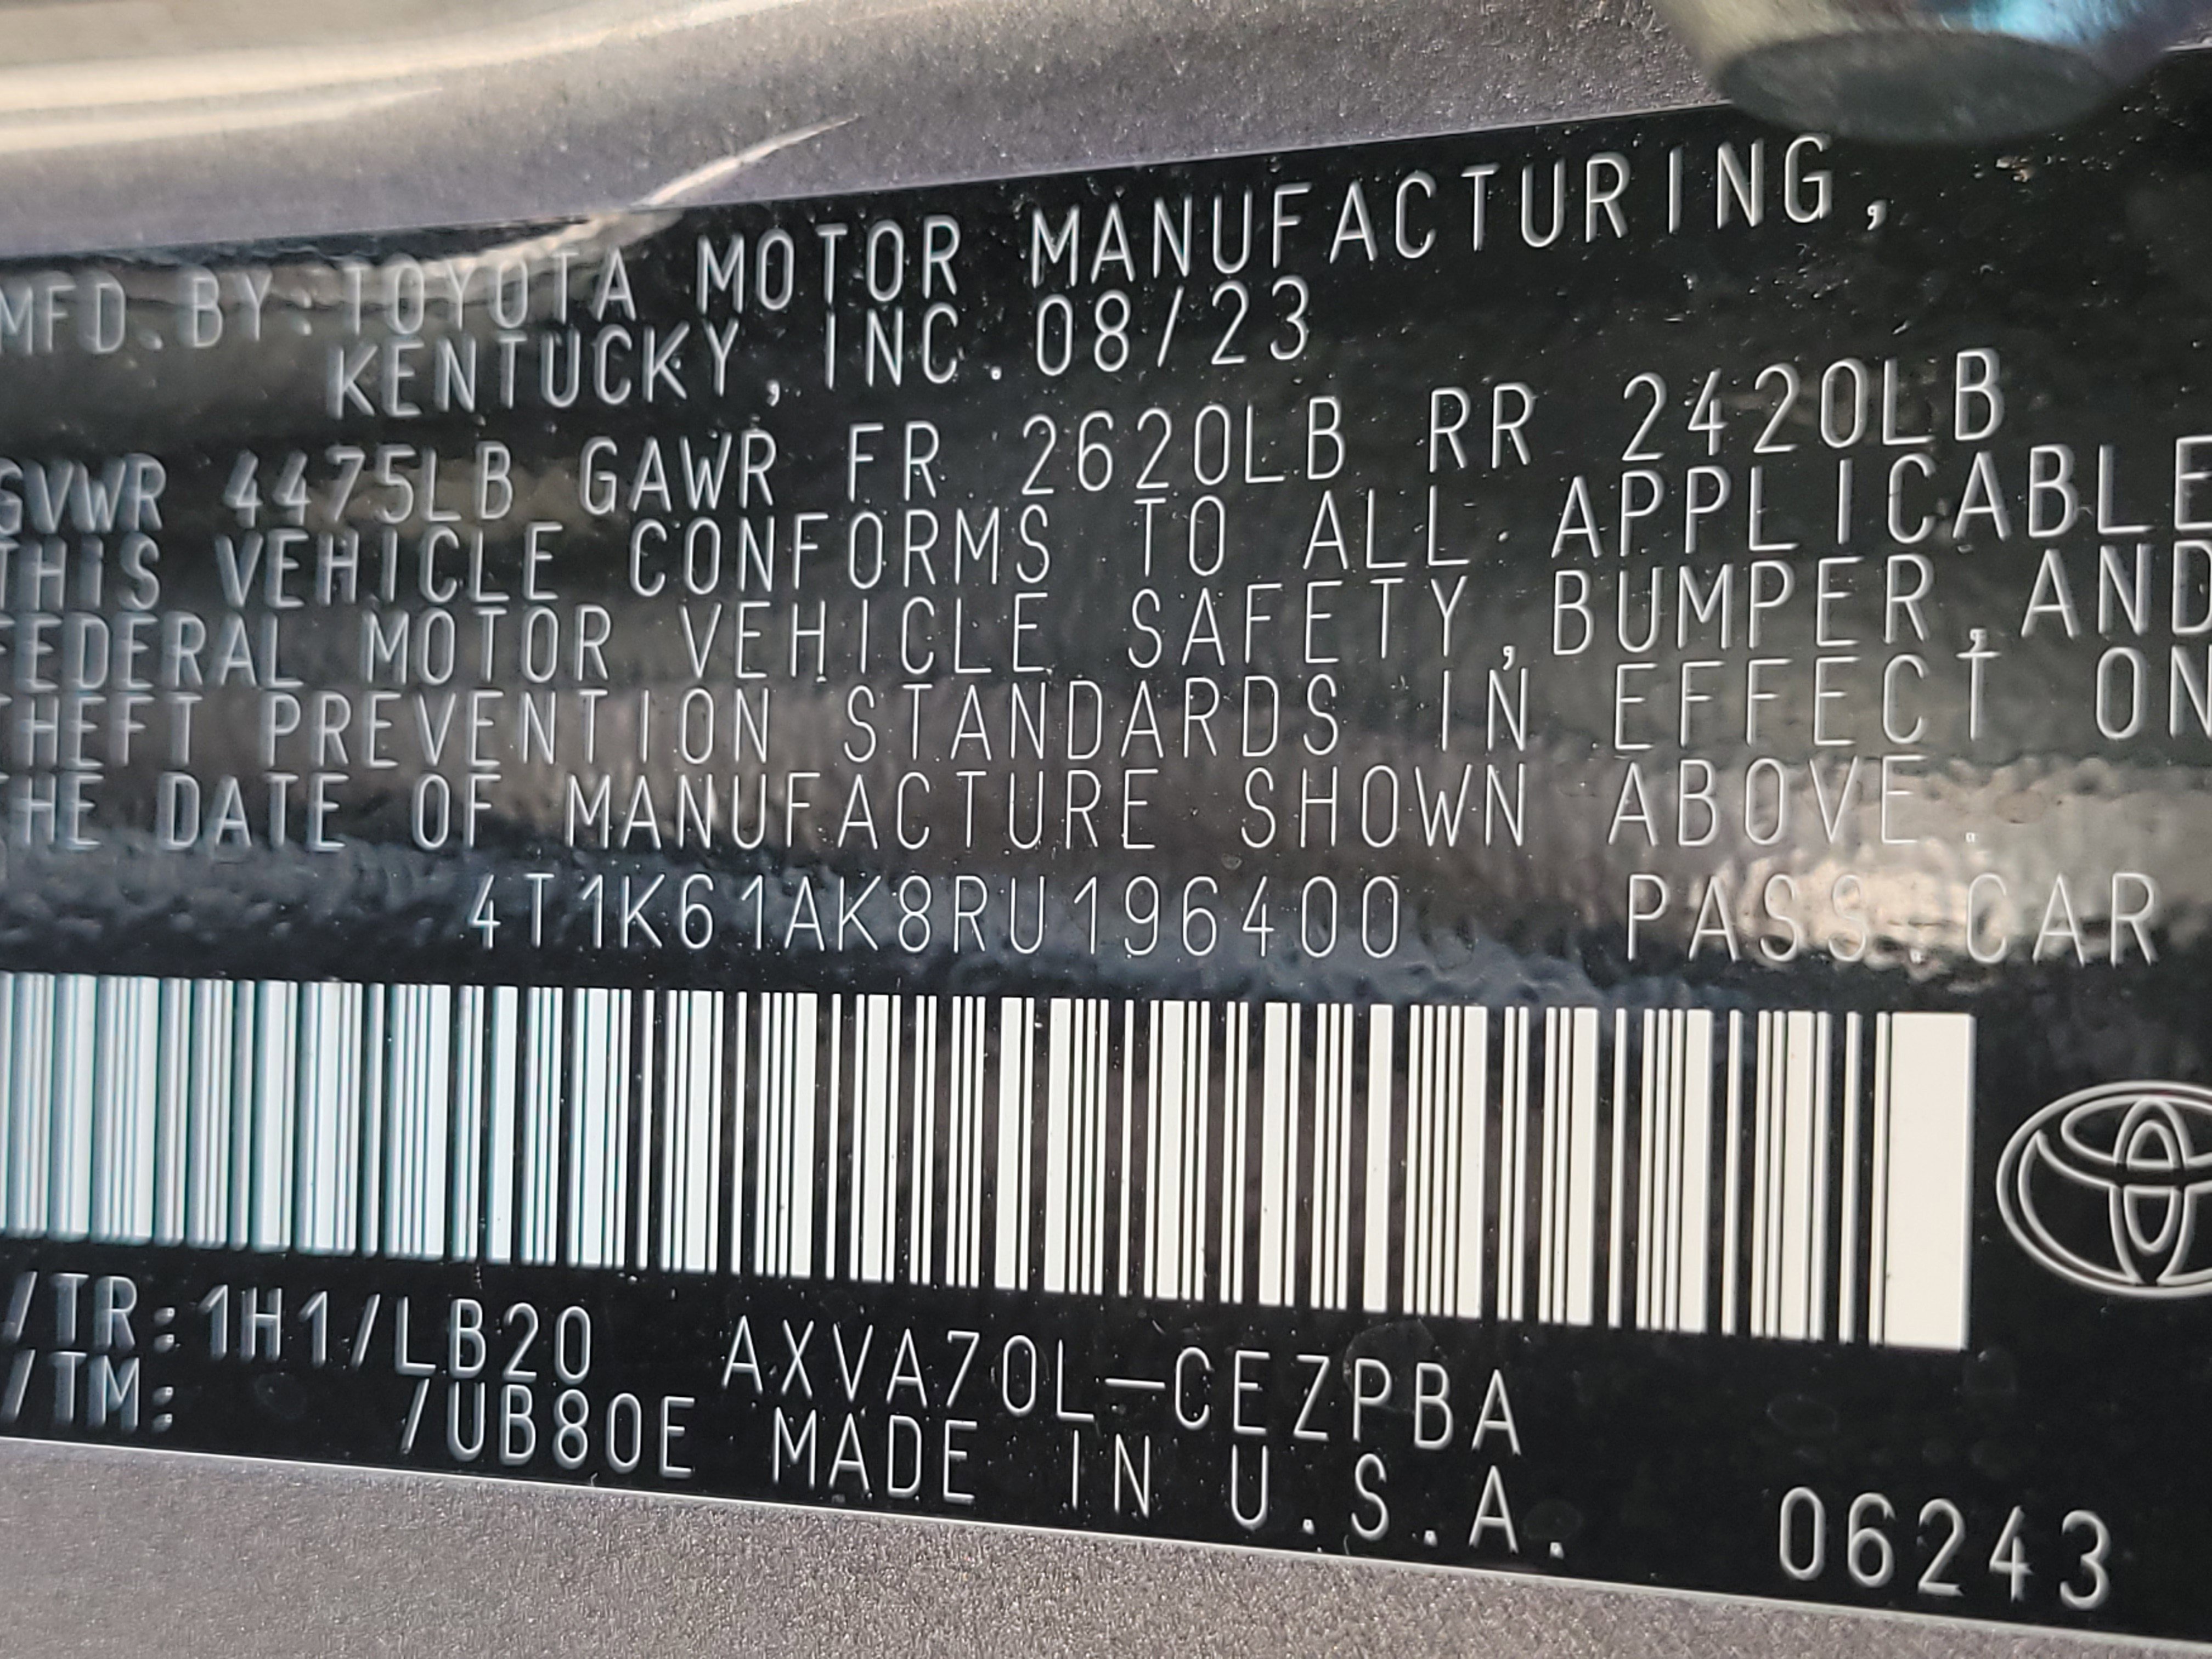 MFD. BY: TOYOTA MOTOR MANUFACTURING,
KENTUCKY, INC. 08/23
GVWR 4475LB GAWR FR 2620LB RR 2420LB
THIS VEHICLE CONFORMS TO ALL APPLICABLE
FEDERAL MOTOR VEHICLE SAFETY, BUMPER, AND
THEFT PREVENTION STANDARDS IN EFFECT ON
THE DATE OF MANUFACTURE SHOWN ABOVE.
4T1K61AK8RU196400 PASS.CAR
/TR:1H1/LB20 AXVA70L-CEZPBA
/TM: /UB80E MADE IN U.S.A. 06243